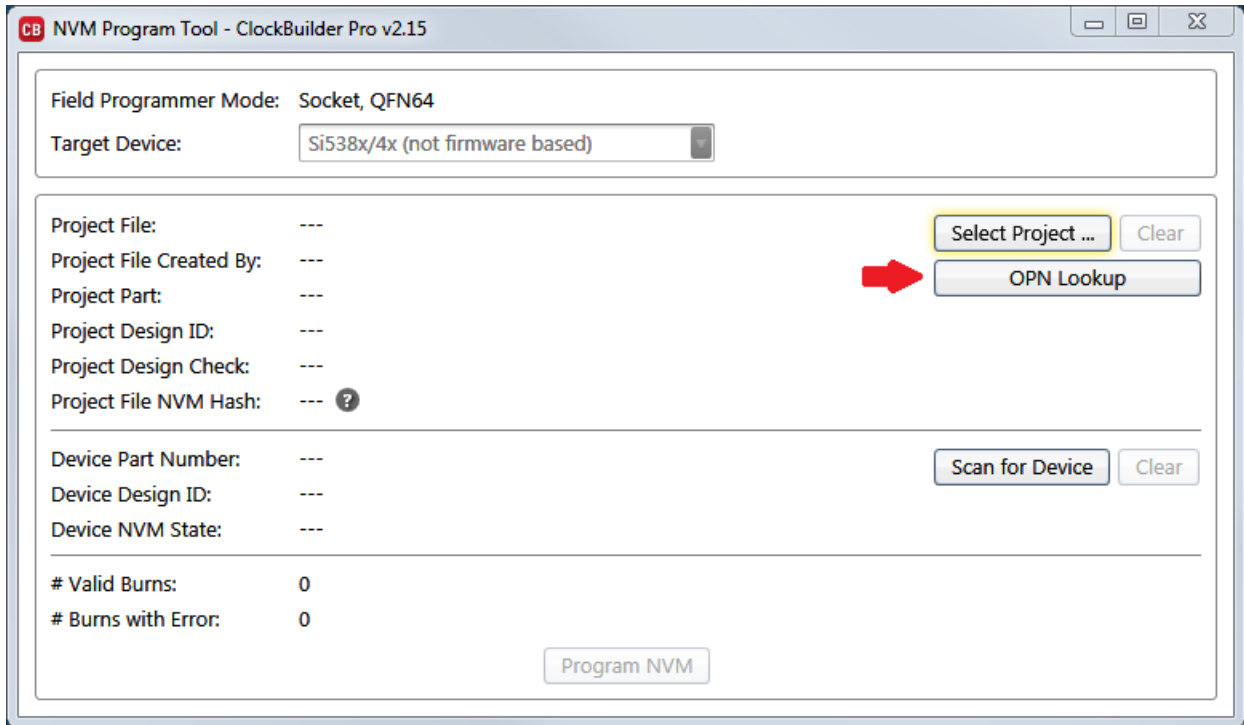 CB NVM Program Tool - ClockBuilder Pro v2.15
Field Programmer Mode: Socket, QFN64
Target Device: Si538x/4x (not firmware based)
Project File: --- Select Project ... Clear
Project File Created By: --- OPN Lookup
Project Part: ---
Project Design ID: ---
Project Design Check: ---
Project File NVM Hash: --- ?
Device Part Number: --- Scan for Device Clear
Device Design ID: ---
Device NVM State: ---
# Valid Burns: 0
# Burns with Error: 0
Program NVM